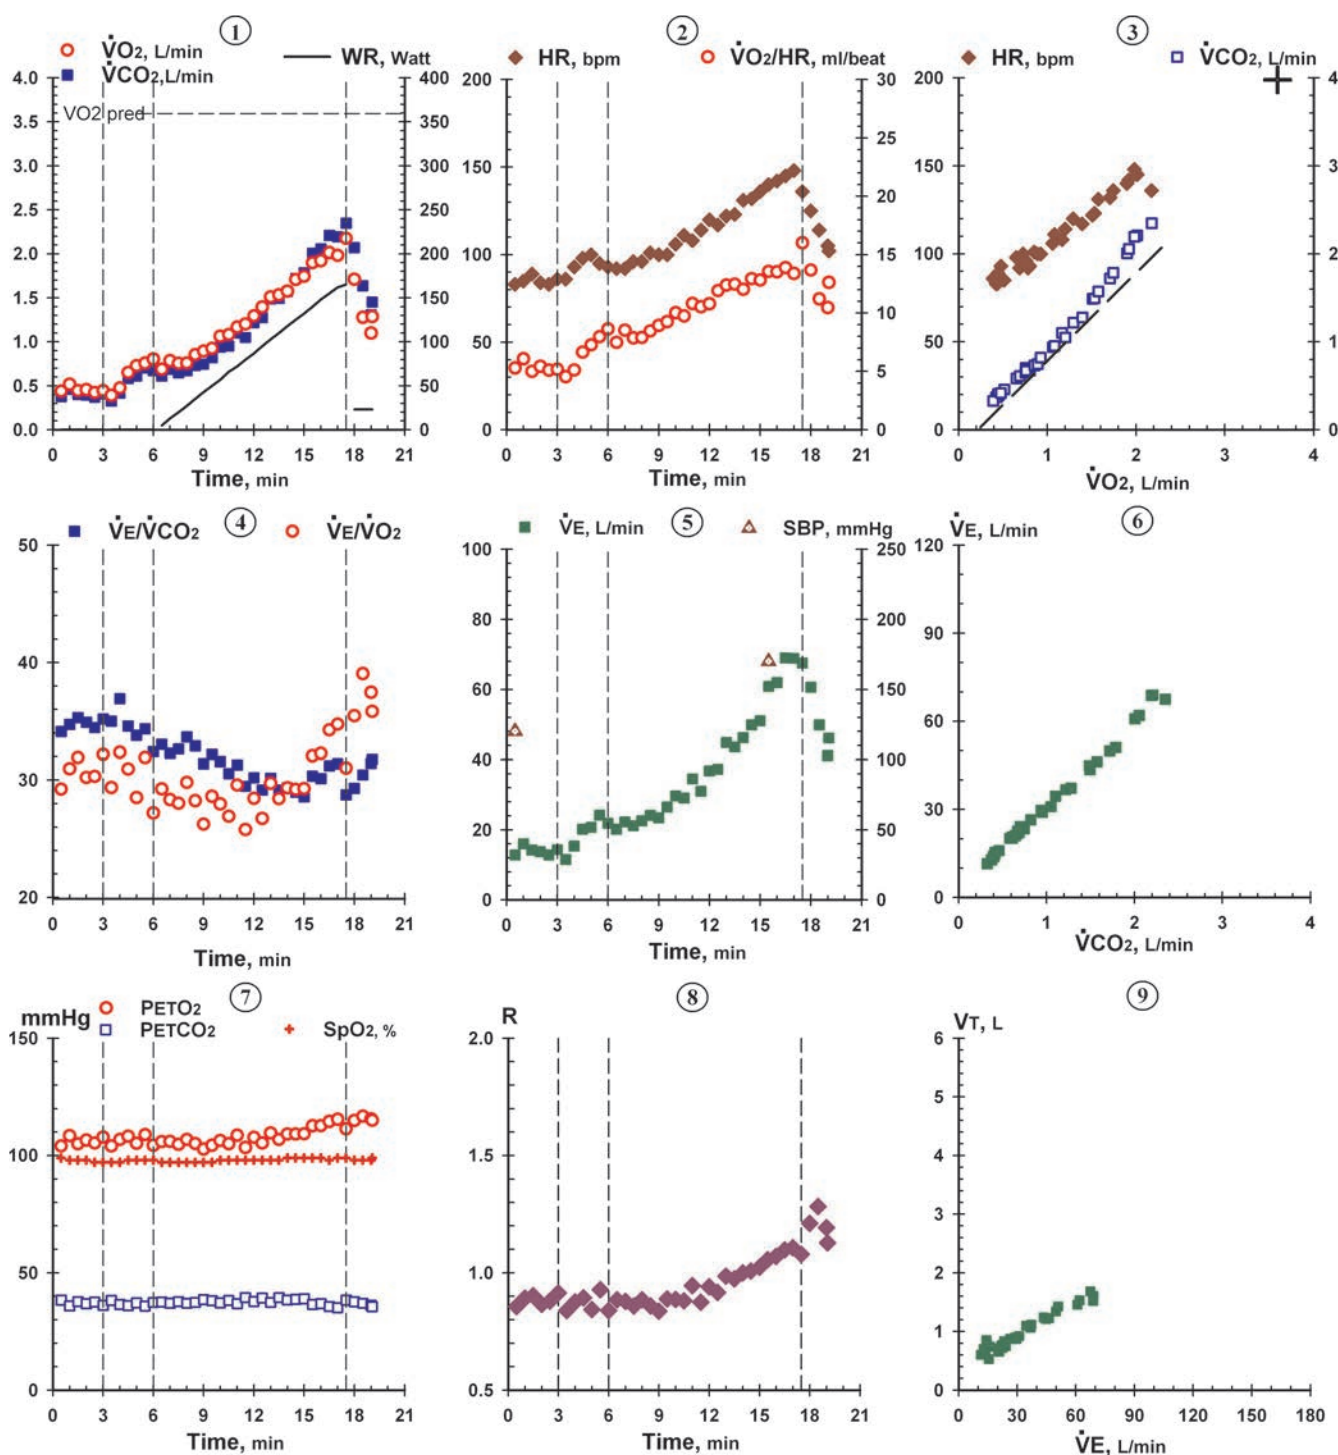 1
V̇O2, L/min
V̇CO2, L/min
WR, Watt
4.0 400
VO2 pred
3.5 350
3.0 300
2.5 250
2.0 200
1.5 150
1.0 100
0.5 50
0.0 0
0 3 6 9 12 15 18 21
Time, min
2
HR, bpm
V̇O2/HR, ml/beat
200 30
25
150
20
100 15
10
50
5
0 0
0 3 6 9 12 15 18 21
Time, min
3
HR, bpm
V̇CO2, L/min
200 4
150 3
100 2
50 1
0 0
0 1 2 3 4
V̇O2, L/min
4
V̇E/V̇CO2
V̇E/V̇O2
50
40
30
20
0 3 6 9 12 15 18 21
Time, min
5
V̇E, L/min
SBP, mmHg
100 250
80 200
60 150
40 100
20 50
0 0
0 3 6 9 12 15 18 21
Time, min
6
V̇E, L/min
120
90
60
30
0
0 1 2 3 4
V̇CO2, L/min
7
mmHg
PETO2
PETCO2
SpO2, %
150
100
50
0
0 3 6 9 12 15 18 21
Time, min
8
R
2.0
1.5
1.0
0.5
0 3 6 9 12 15 18 21
Time, min
9
VT, L
6
5
4
3
2
1
0
0 30 60 90 120 150 180
V̇E, L/min